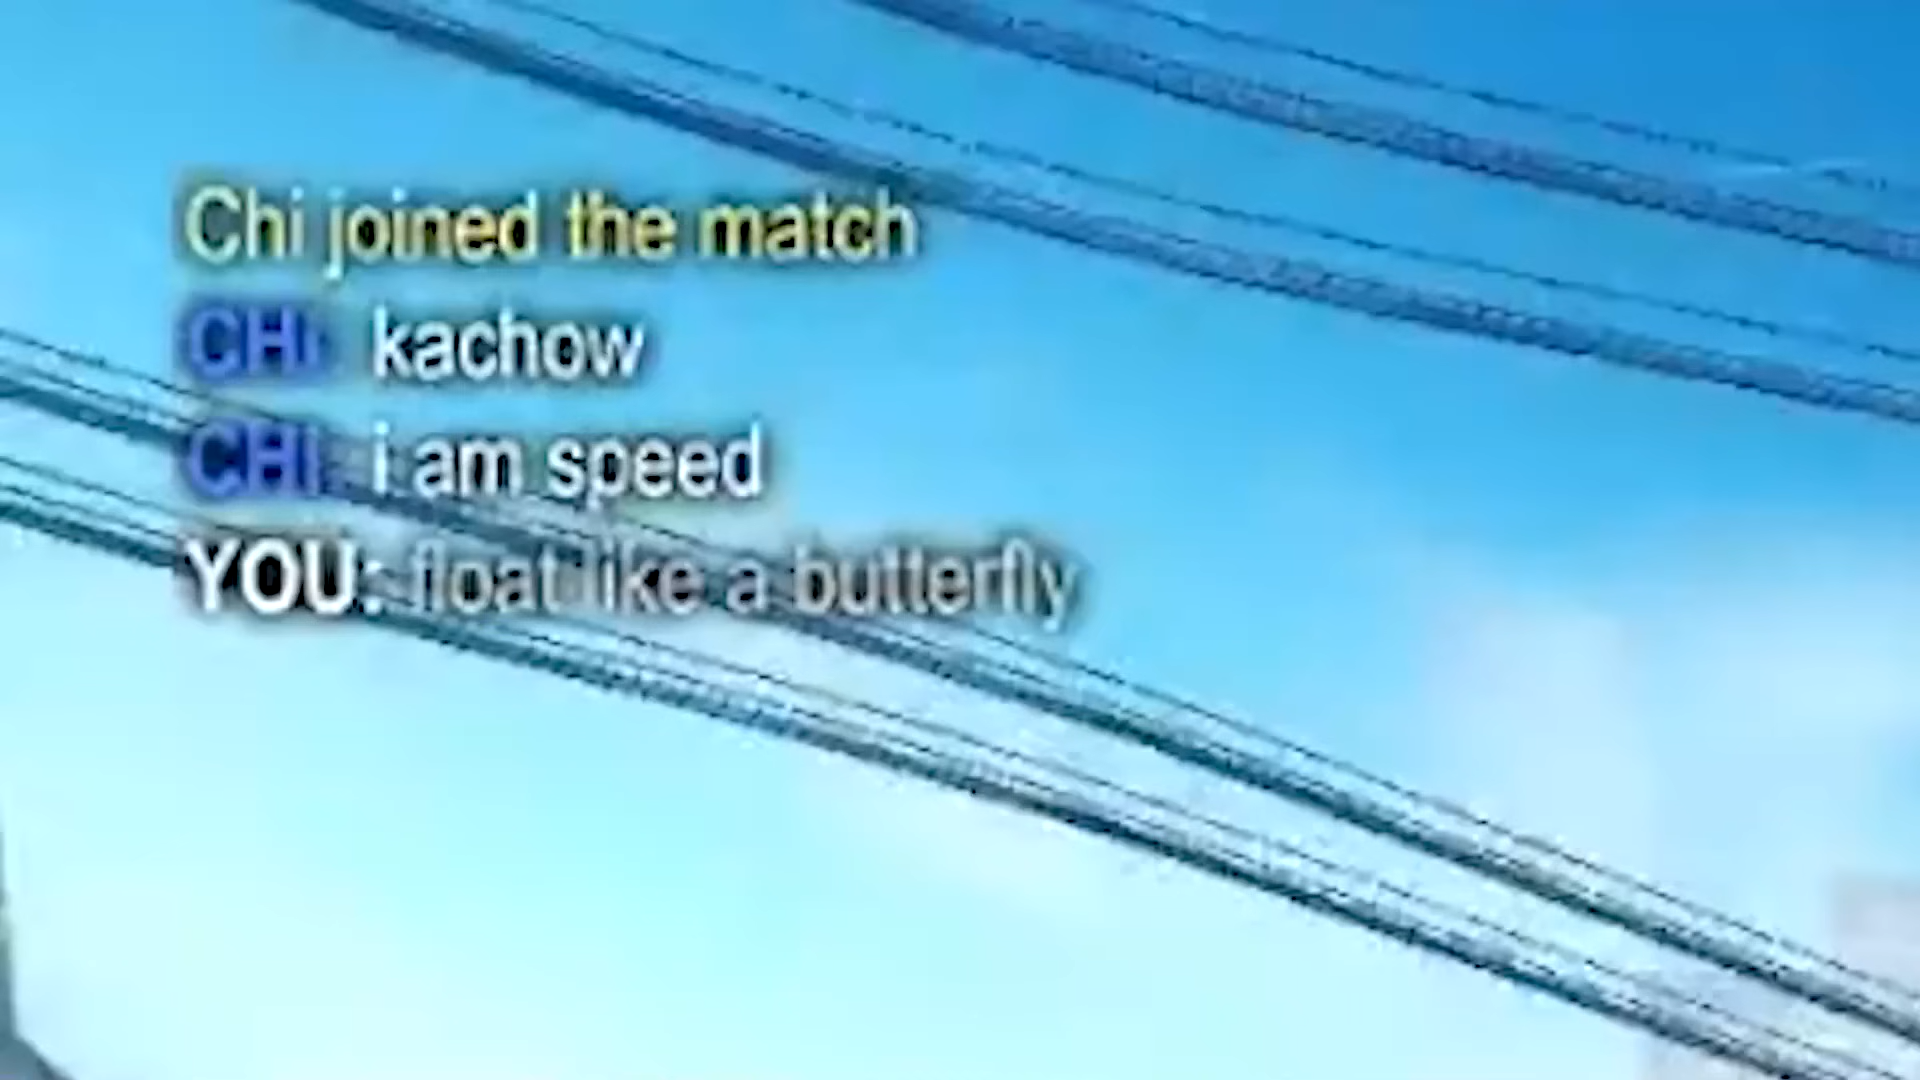 Chi joined the match
CHi: kachow
CHi: i am speed
YOU: float like a butterfly